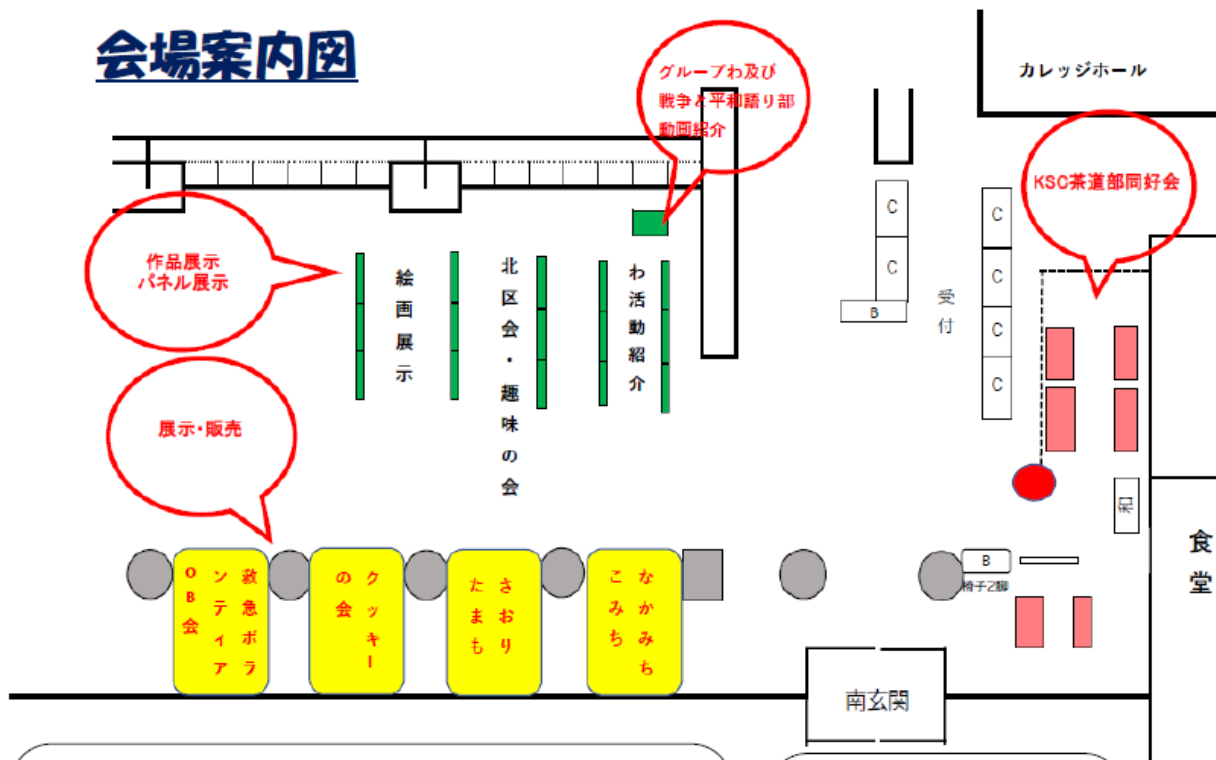 会場案内図
グループわ及び
戦争と平和語り部
動画紹介
カレッジホール
KSC茶道部同好会
作品展示
パネル展示
絵画展示
北区会・趣味の会
わ活動紹介
C
C
B
受付
C
C
C
C
展示・販売
和
食堂
救急ボラ
ンティア
OB会
クッキー
の会
さおり
たまも
なかみち
こみち
B
椅子2脚
南玄関